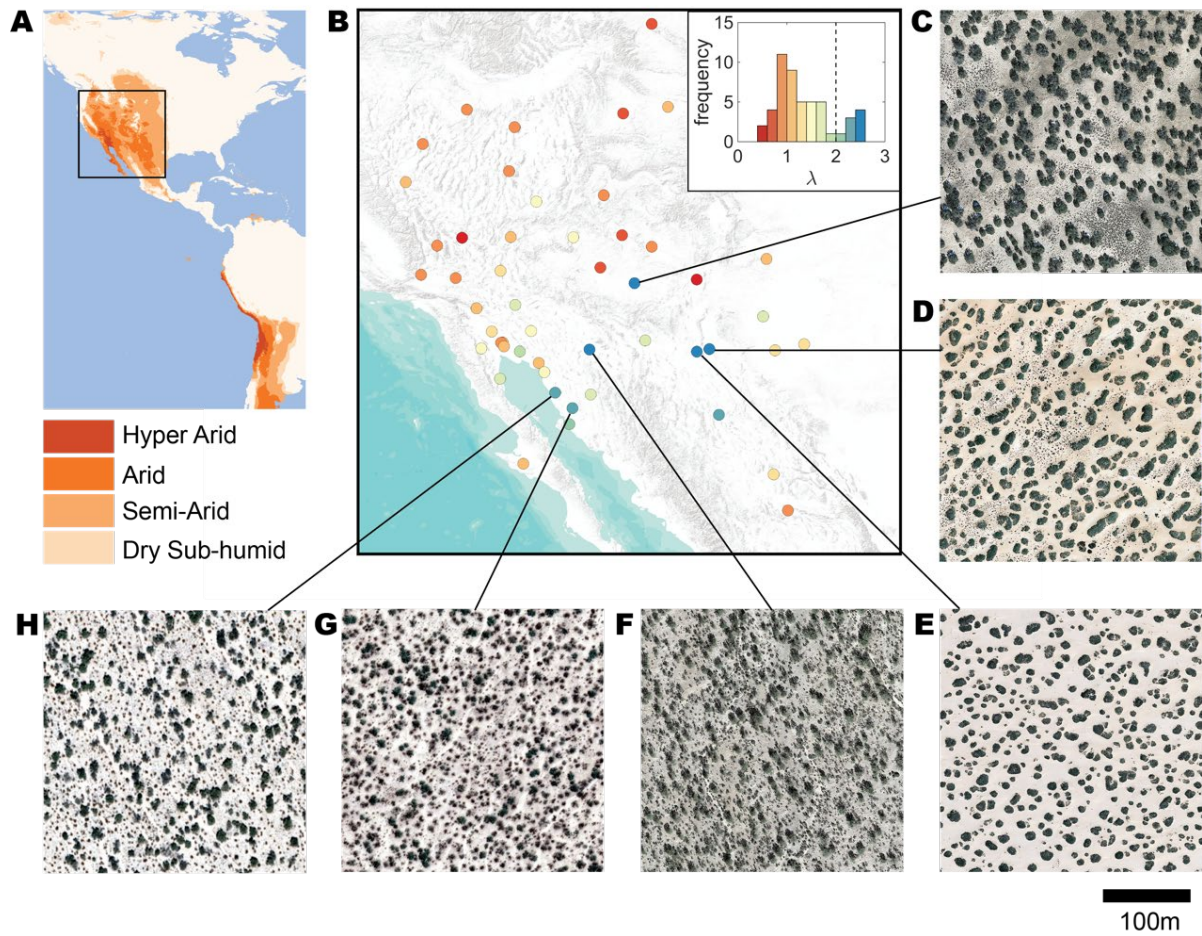 A
B
C
D
E
F
G
H
Hyper Arid
Arid
Semi-Arid
Dry Sub-humid
frequency
15
10
5
0
0
1
2
3
λ
100m